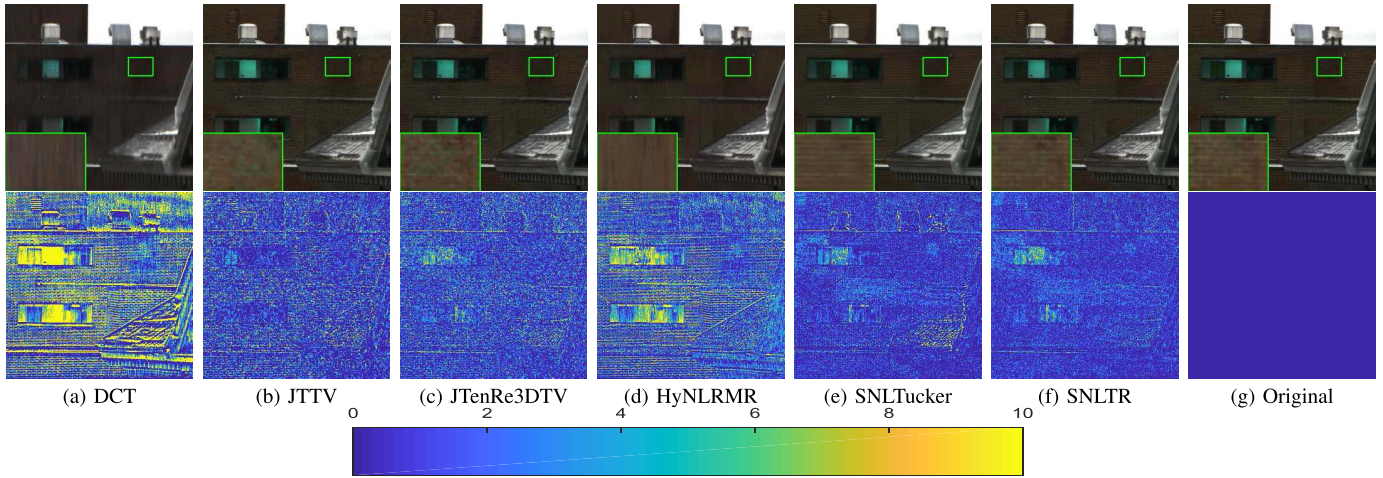 (a) DCT
(b) JTTV
(c) JTenRe3DTV
(d) HyNLRMR
(e) SNLTucker
(f) SNLTR
(g) Original
0 2 4 6 8 10